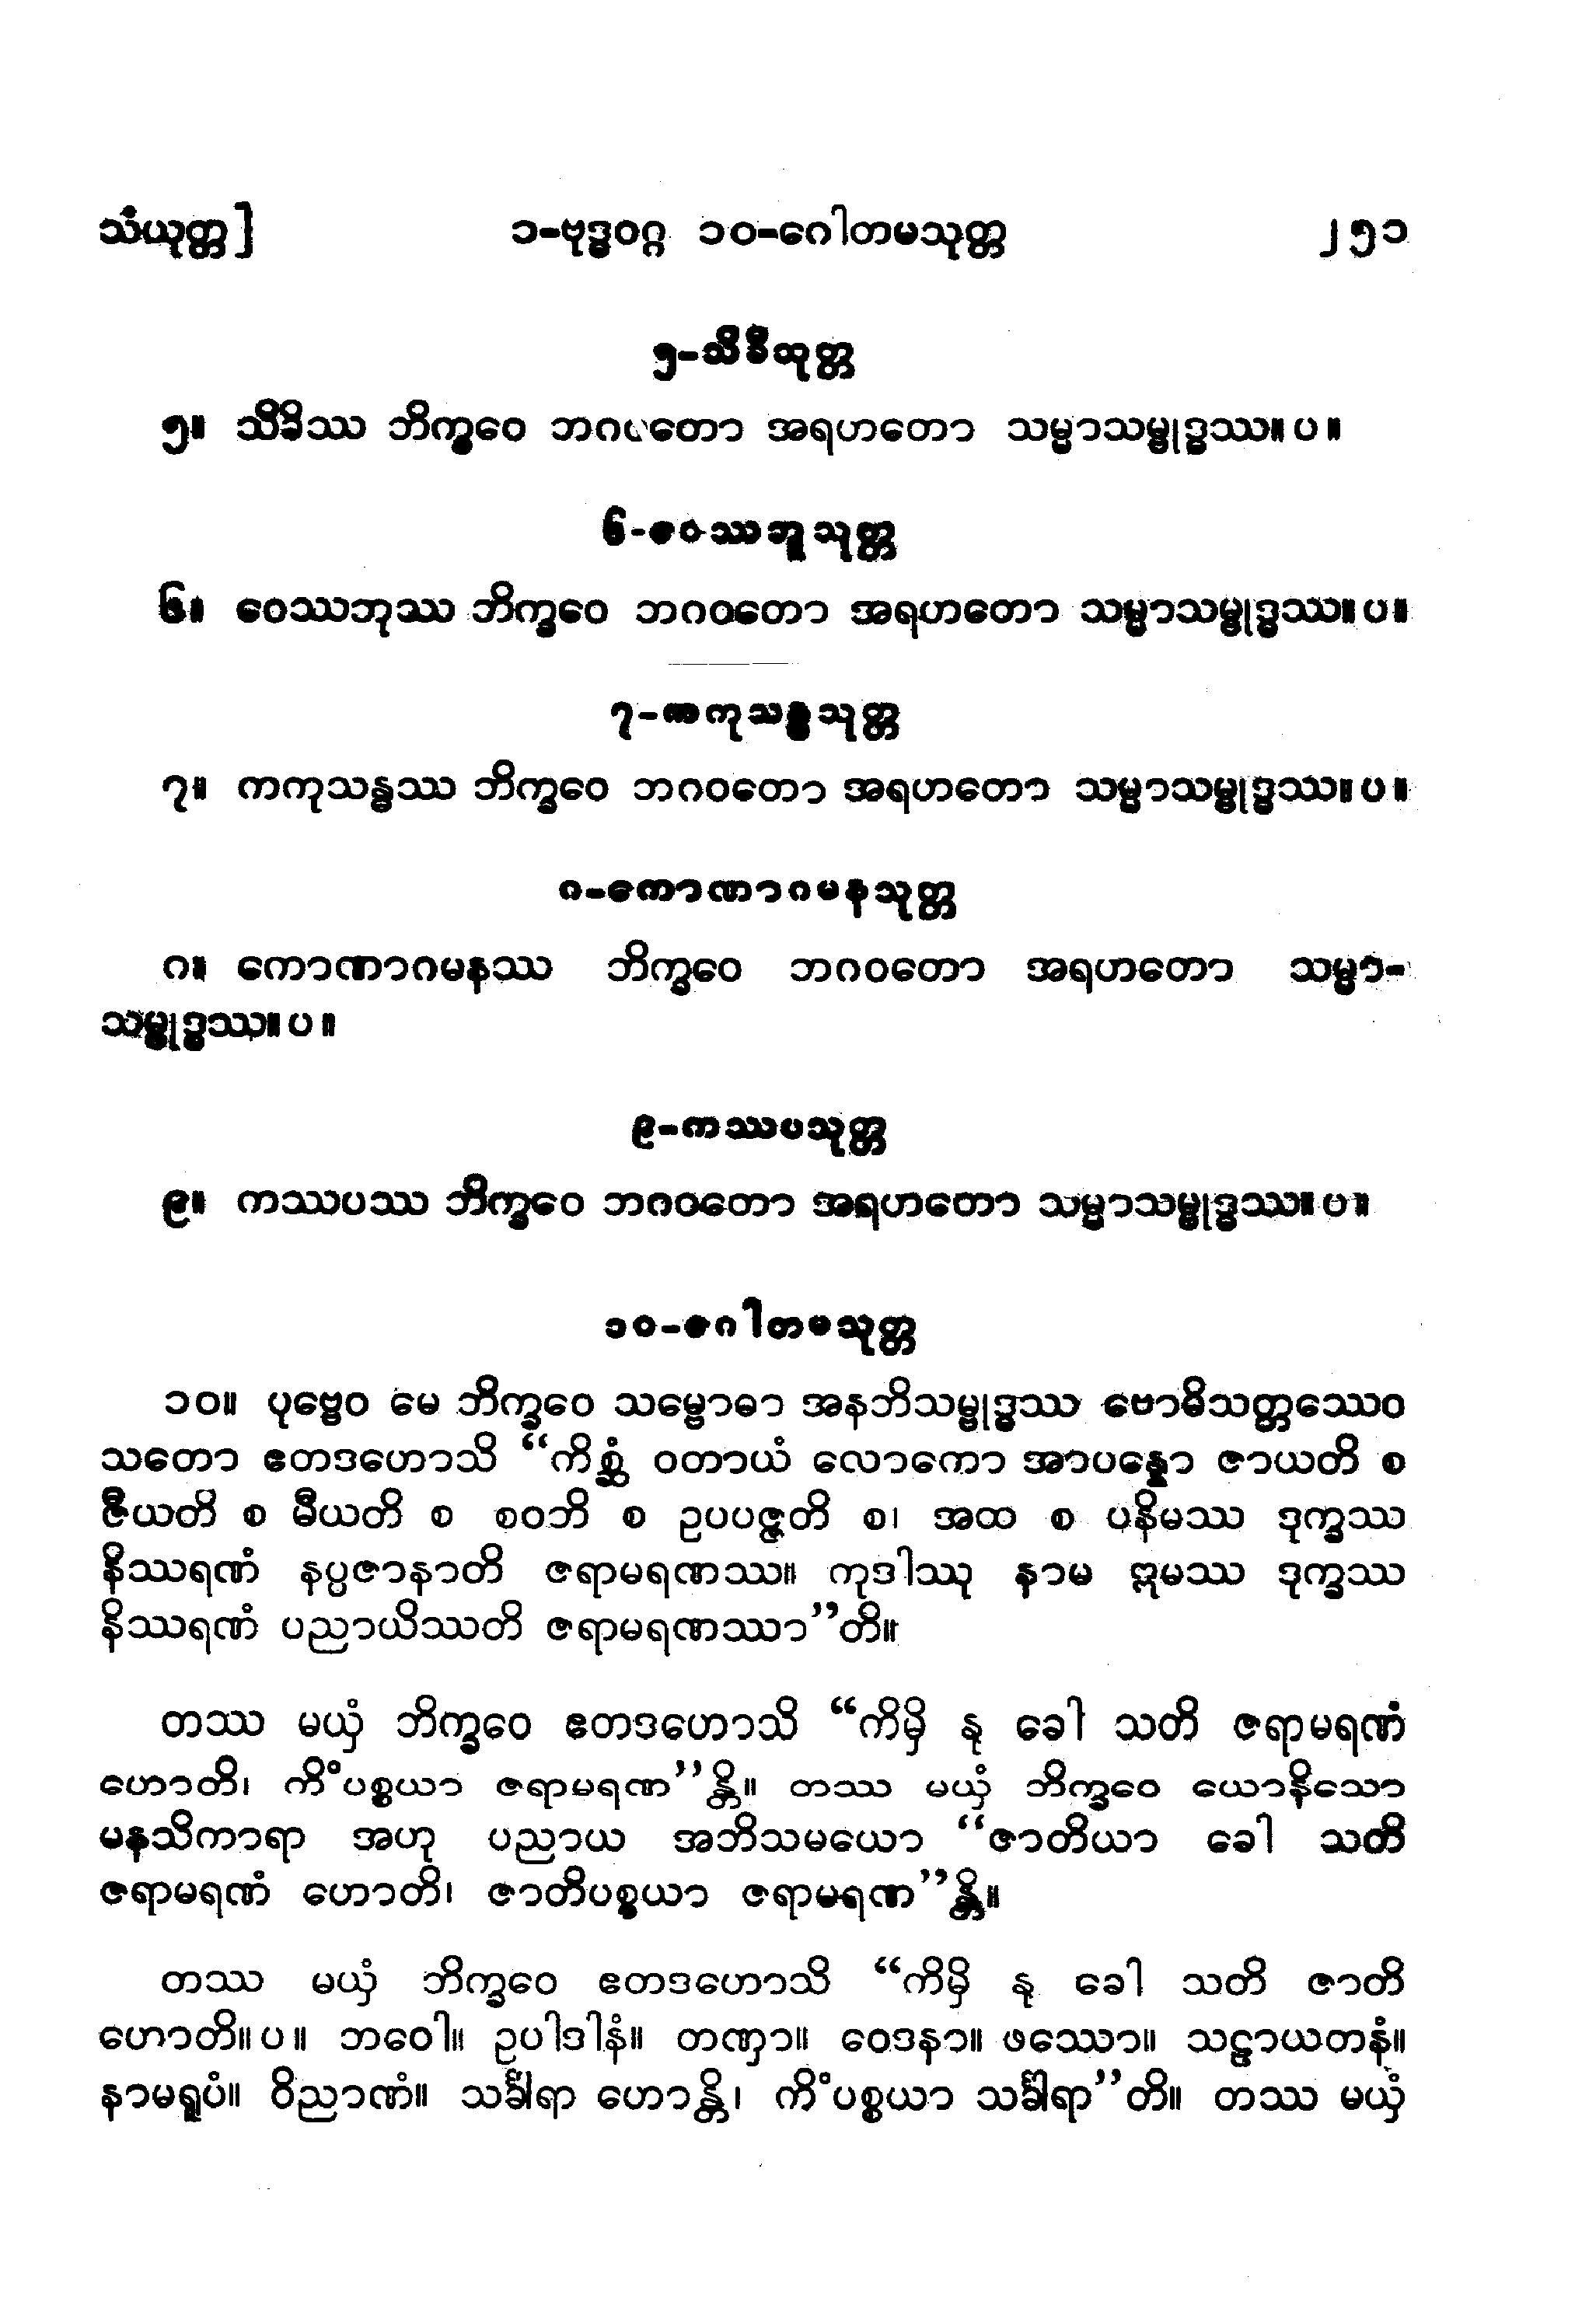 သံယုတ္တ] ၁-ဗုဒ္ဓဝဂ္ဂ ၁၀-ဂေါတမသုတ္တ ၂၅၁
၅-သိခီသုတ္တ
၅။ သိခိဿ ဘိက္ခဝေ ဘဂဝတော အရဟတော သမ္မာသမ္ဗုဒ္ဓဿ။ပ။
၆-ဝေဿဘူသုတ္တ
၆။ ဝေဿဘုဿ ဘိက္ခဝေ ဘဂဝတော အရဟတော သမ္မာသမ္ဗုဒ္ဓဿ။ပ။
၇-ကကုသန္ဓသုတ္တ
၇။ ကကုသန္ဓဿ ဘိက္ခဝေ ဘဂဝတော အရဟတော သမ္မာသမ္ဗုဒ္ဓဿ။ပ။
၈-ကောဏာဂမနသုတ္တ
၈။ ကောဏာဂမနဿ ဘိက္ခဝေ ဘဂဝတော အရဟတော သမ္မာ-
သမ္ဗုဒ္ဓဿ။ပ။
၉-ကဿပသုတ္တ
၉။ ကဿပဿ ဘိက္ခဝေ ဘဂဝတော အရဟတော သမ္မာသမ္ဗုဒ္ဓဿ။ပ။
၁၀-ဂေါတမသုတ္တ
၁၀။ ပုဗ္ဗေဝ မေ ဘိက္ခဝေ သမ္ဗောဓာ အနဘိသမ္ဗုဒ္ဓဿ ဗောဓိသတ္တဿေဝ
သတော ဧတဒဟောသိ “ကိစ္ဆံ ဝတာယံ လောကော အာပန္နော ဇာယတိ စ
ဇီယတိ စ မီယတိ စ စဝတိ စ ဥပပဇ္ဇတိ စ၊ အထ စ ပနိမဿ ဒုက္ခဿ
နိဿရဏံ နပ္ပဇာနာတိ ဇရာမရဏဿ။ ကုဒါဿု နာမ ဣမဿ ဒုက္ခဿ
နိဿရဏံ ပညာယိဿတိ ဇရာမရဏဿာ”တိ။
တဿ မယှံ ဘိက္ခဝေ ဧတဒဟောသိ “ကိမှိ နု ခေါ သတိ ဇရာမရဏံ
ဟောတိ၊ ကိံပစ္စယာ ဇရာမရဏ”န္တိ။ တဿ မယှံ ဘိက္ခဝေ ယောနိသော
မနသိကာရာ အဟု ပညာယ အဘိသမယော “ဇာတိယာ ခေါ သတိ
ဇရာမရဏံ ဟောတိ၊ ဇာတိပစ္စယာ ဇရာမရဏ”န္တိ။
တဿ မယှံ ဘိက္ခဝေ ဧတဒဟောသိ “ကိမှိ နု ခေါ သတိ ဇာတိ
ဟောတိ။ပ။ ဘဝေါ။ ဥပါဒါနံ။ တဏှာ။ ဝေဒနာ။ ဖဿော။ သဠာယတနံ။
နာမရူပံ။ ဝိညာဏံ။ သင်္ခါရာ ဟောန္တိ၊ ကိံပစ္စယာ သင်္ခါရာ”တိ။ တဿ မယှံ